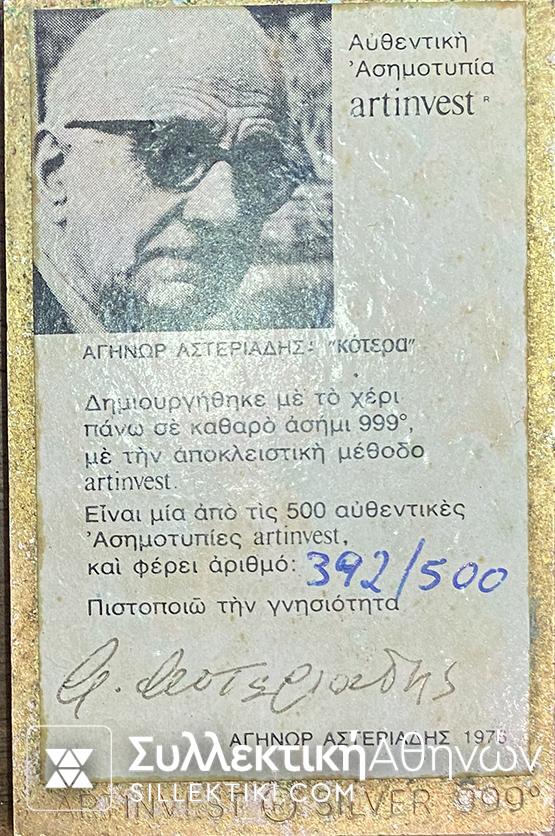 Αὐθεντικὴ
Ἀσημοτυπία
artinvest R
ΑΓΗΝΩΡ ΑΣΤΕΡΙΑΔΗΣ: "κότερα"
Δημιουργήθηκε μὲ τὸ χέρι
πάνω σὲ καθαρὸ ἀσήμι 999°,
μὲ τὴν ἀποκλειστικὴ μέθοδο
artinvest.
Εἶναι μία ἀπὸ τὶς 500 αὐθεντικὲς
Ἀσημοτυπίες artinvest,
καὶ φέρει ἀριθμό: 392/500
Πιστοποιῶ τὴν γνησιότητα
Α. Αστεριαδης
ΑΓΗΝΩΡ ΑΣΤΕΡΙΑΔΗΣ
ΣυλλεκτικήΑθηνών
SILLEKTIKI.COM
ARTINVEST SILVER 999°